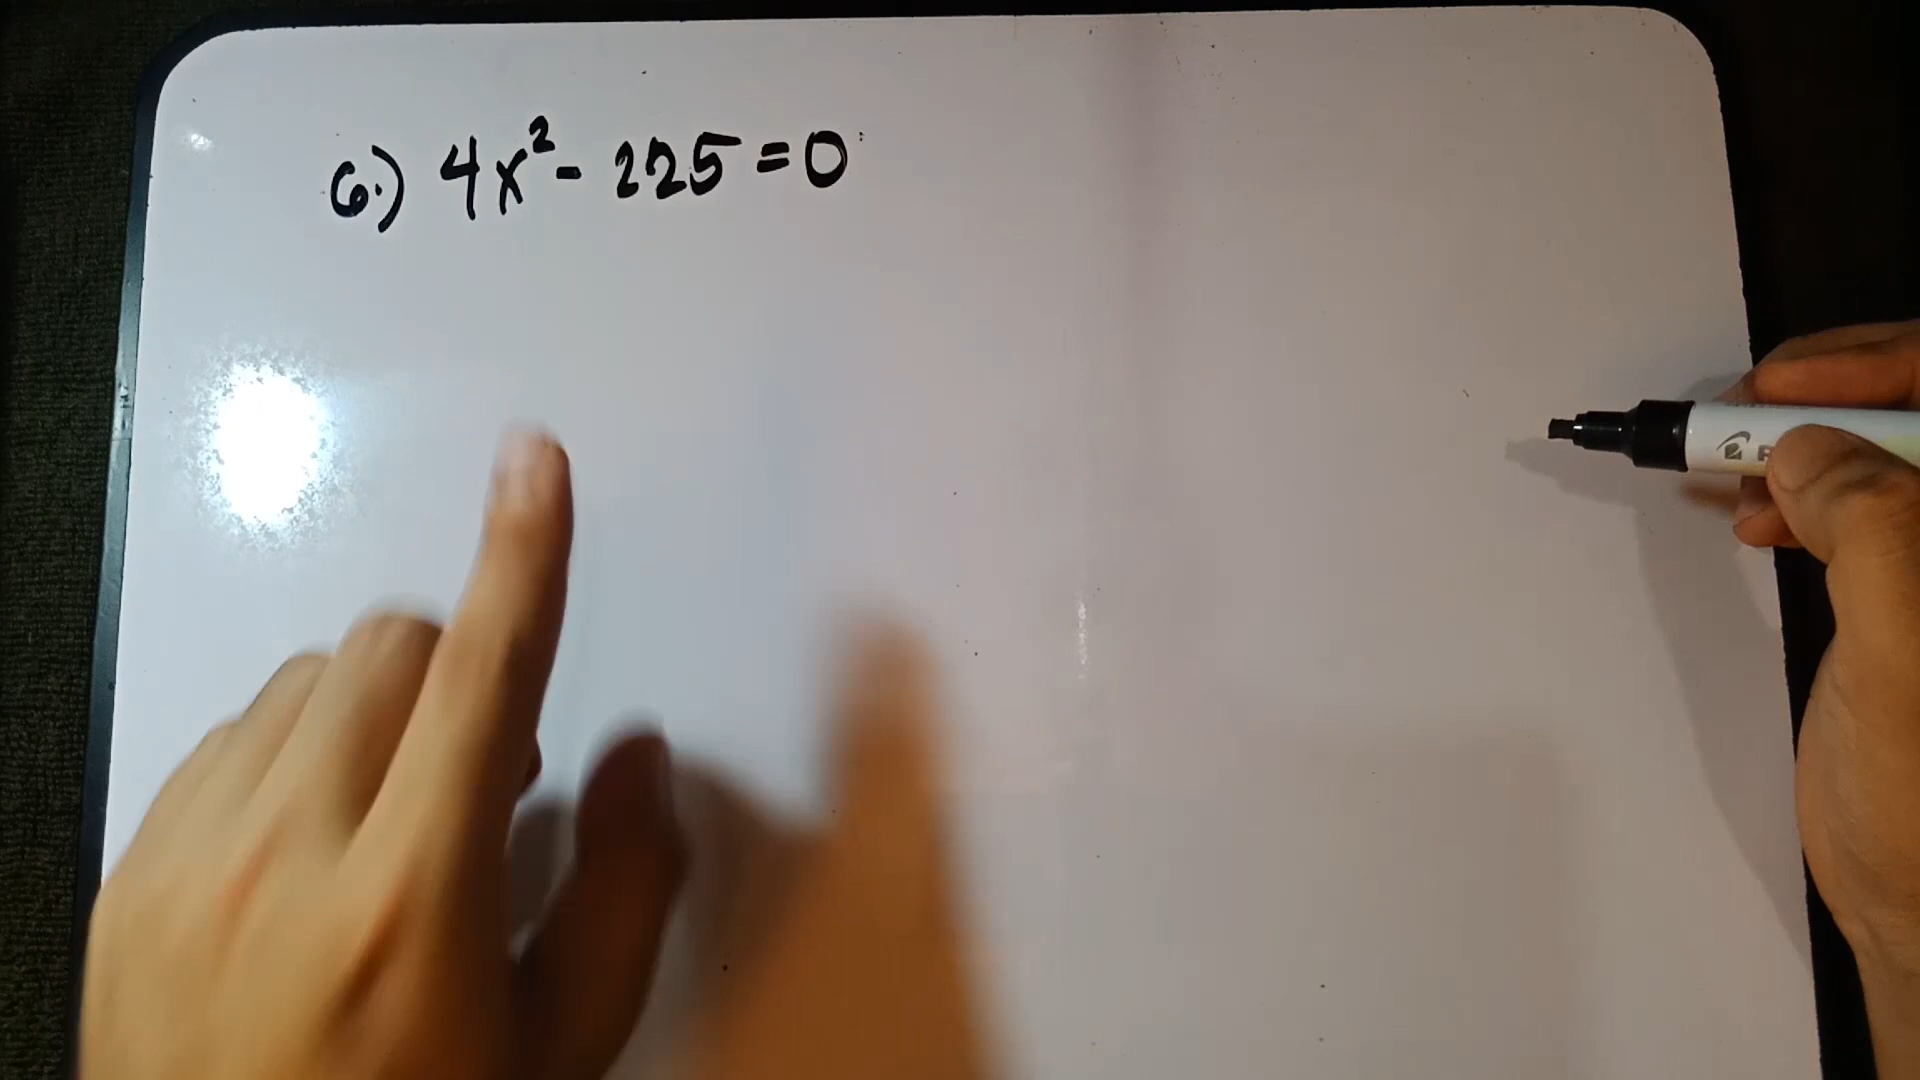 6.) 4x² - 225 = 0